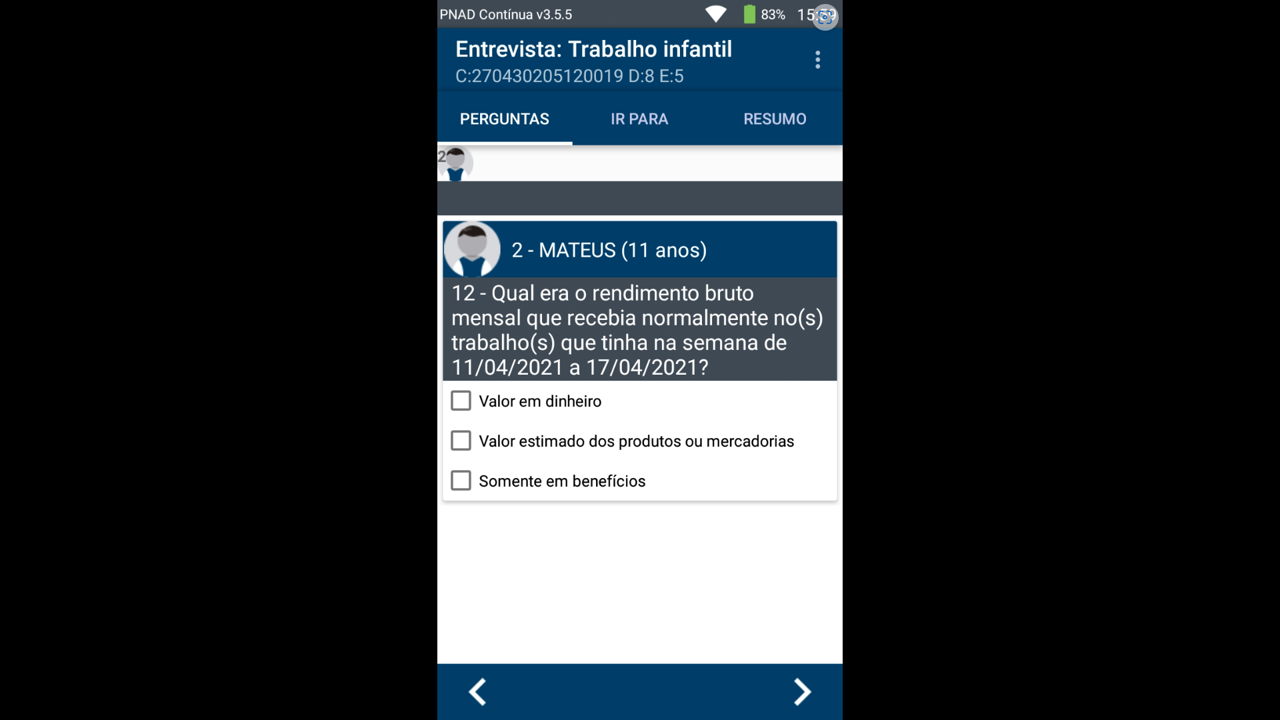 PNAD Contínua v3.5.5 83%
Entrevista: Trabalho infantil
C:270430205120019 D:8 E:5
PERGUNTAS IR PARA RESUMO
2
2 - MATEUS (11 anos)
12 - Qual era o rendimento bruto
mensal que recebia normalmente no(s)
trabalho(s) que tinha na semana de
11/04/2021 a 17/04/2021?
Valor em dinheiro
Valor estimado dos produtos ou mercadorias
Somente em benefícios